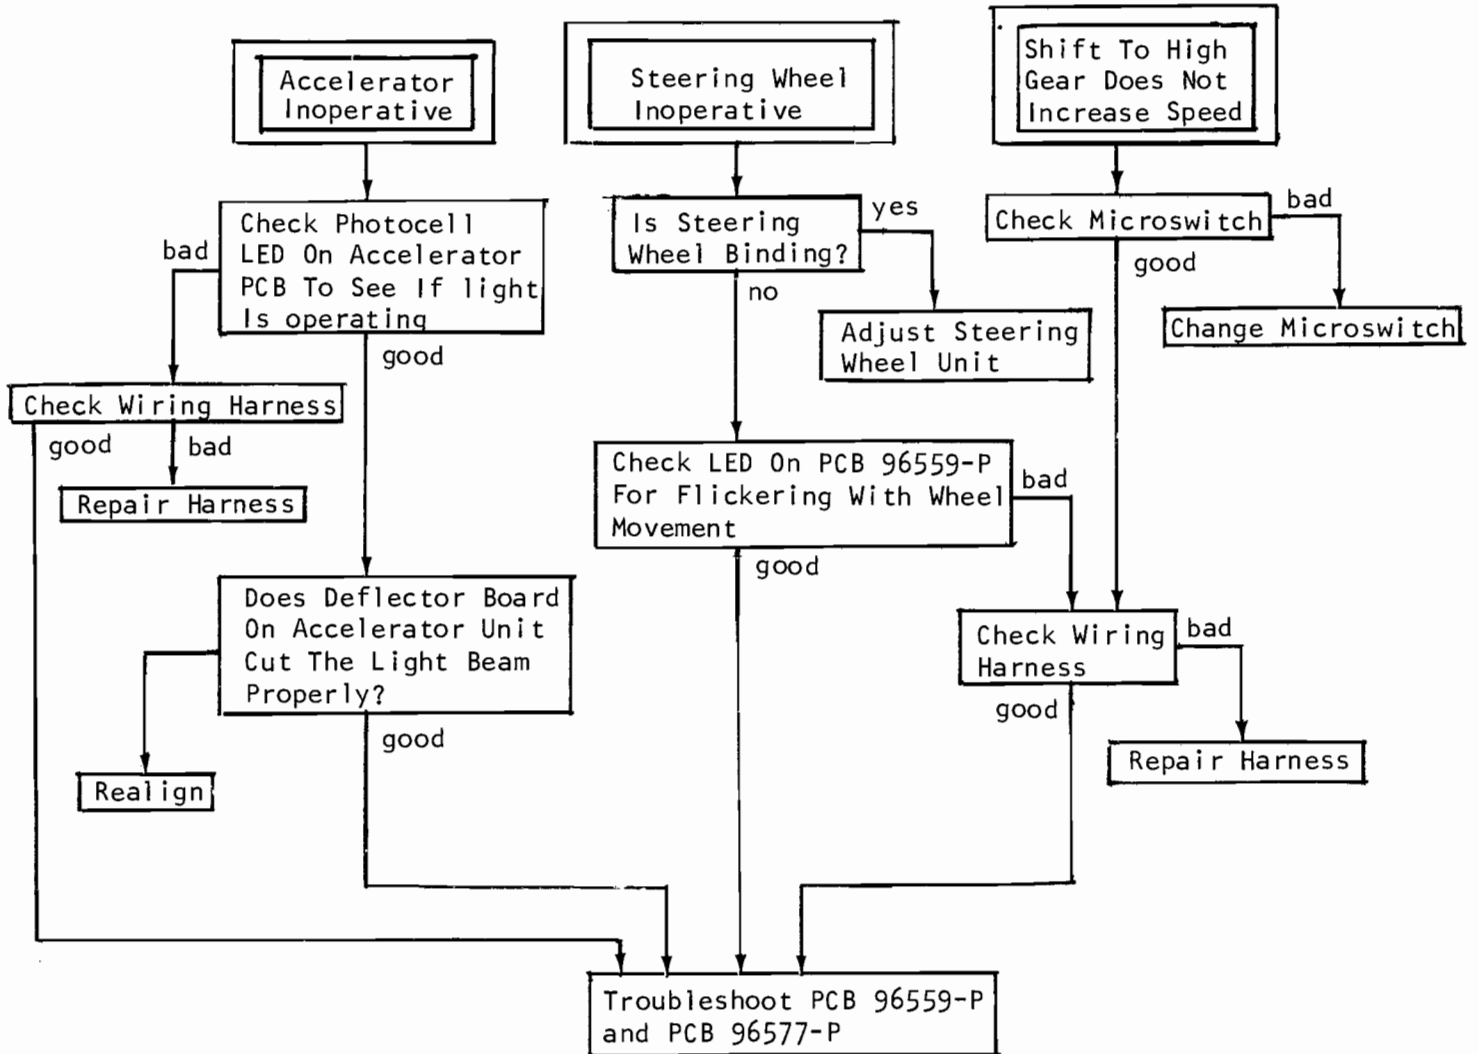 Accelerator
Inoperative
Steering Wheel
Inoperative
Shift To High
Gear Does Not
Increase Speed
Check Photocell
LED On Accelerator
PCB To See If light
Is operating
bad
good
Is Steering
Wheel Binding?
yes
no
Check Microswitch
bad
good
Adjust Steering
Wheel Unit
Change Microswitch
Check Wiring Harness
good
bad
Repair Harness
Check LED On PCB 96559-P
For Flickering With Wheel
Movement
bad
good
Does Deflector Board
On Accelerator Unit
Cut The Light Beam
Properly?
good
Check Wiring
Harness
bad
good
Realign
Repair Harness
Troubleshoot PCB 96559-P
and PCB 96577-P